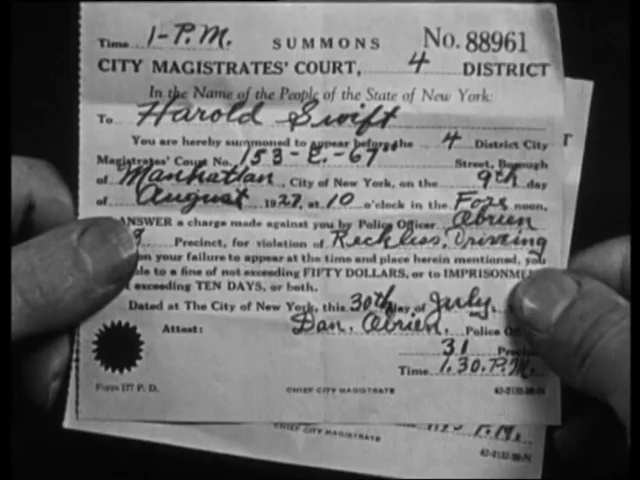 Time 1-P.M. SUMMONS No. 88961
CITY MAGISTRATES' COURT, 4 DISTRICT
In the Name of the People of the State of New York:
To Harold Swift
You are hereby summoned to appear before the 4 District City
Magistrates' Court No. 153-E.-67" Street, Borough
of Manhattan, City of New York, on the 9th day
of August 1927, at 10 o'clock in the Fore noon,
ANSWER a charge made against you by Police Officer Obrien
Precinct, for violation of Reckless, Driveing
on your failure to appear at the time and place herein mentioned, you
to a fine of not exceeding FIFTY DOLLARS, or to IMPRISONME
exceeding TEN DAYS, or both.
Dated at The City of New York, this 30th day of July
Attest: Dan. Obrien. Police Of
31
Time 1.30.P.M.
Form 177 P. D. CHIEF CITY MAGISTRATE
CHIEF CITY MAGISTRATE P.M.